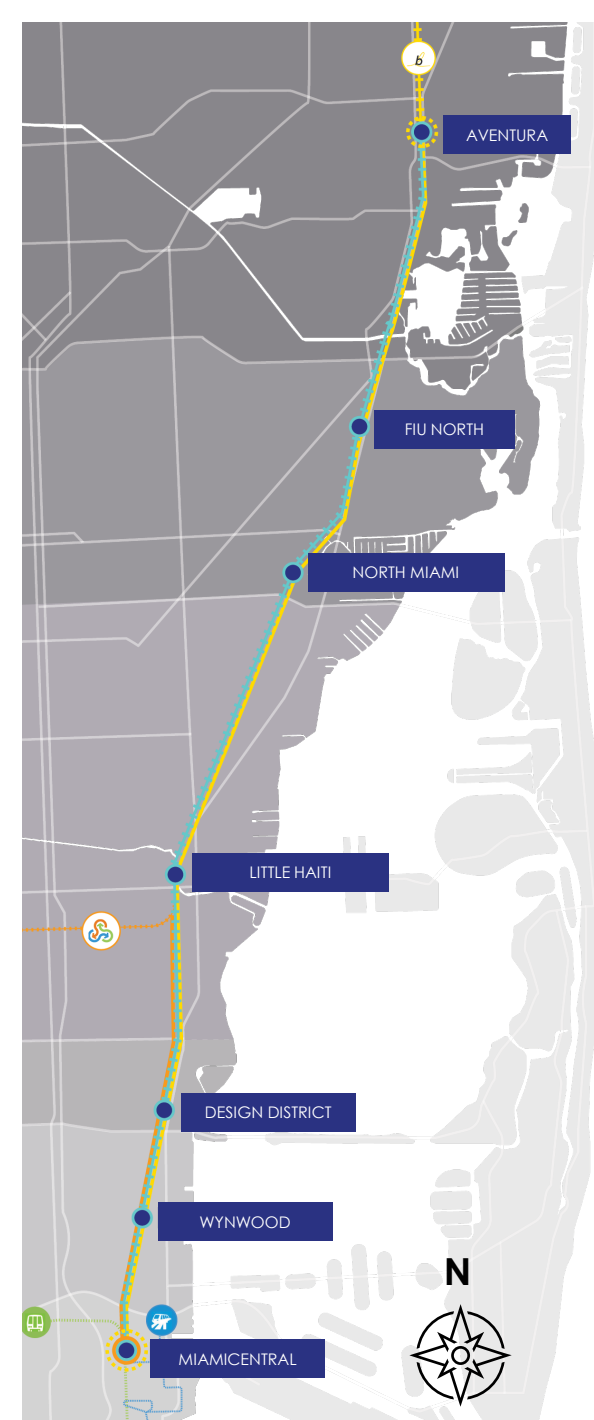 b
AVENTURA
FIU NORTH
NORTH MIAMI
LITTLE HAITI
DESIGN DISTRICT
WYNWOOD
N
MIAMICENTRAL